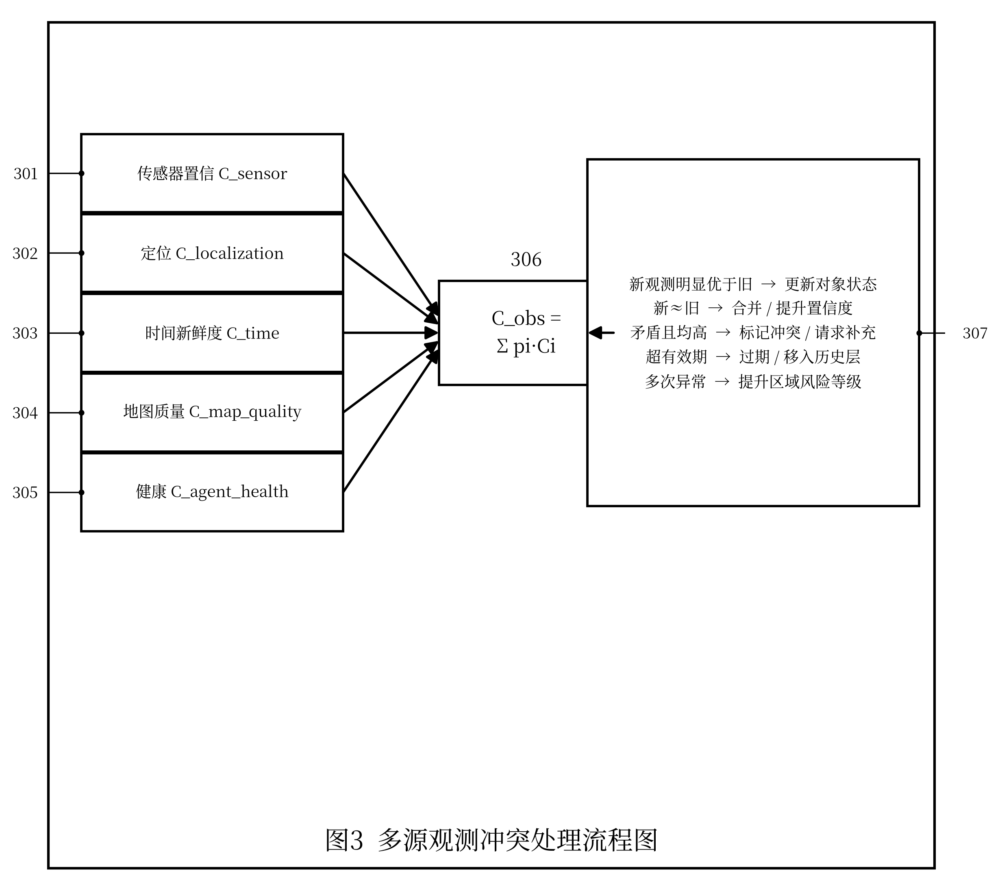 301
传感器置信 C_sensor
302
定位 C_localization
303
时间新鲜度 C_time
304
地图质量 C_map_quality
305
健康 C_agent_health
306
C_obs =
Σ pi·Ci
新观测明显优于旧 → 更新对象状态
新≈旧 → 合并 / 提升置信度
矛盾且均高 → 标记冲突 / 请求补充
超有效期 → 过期 / 移入历史层
多次异常 → 提升区域风险等级
307
图3 多源观测冲突处理流程图